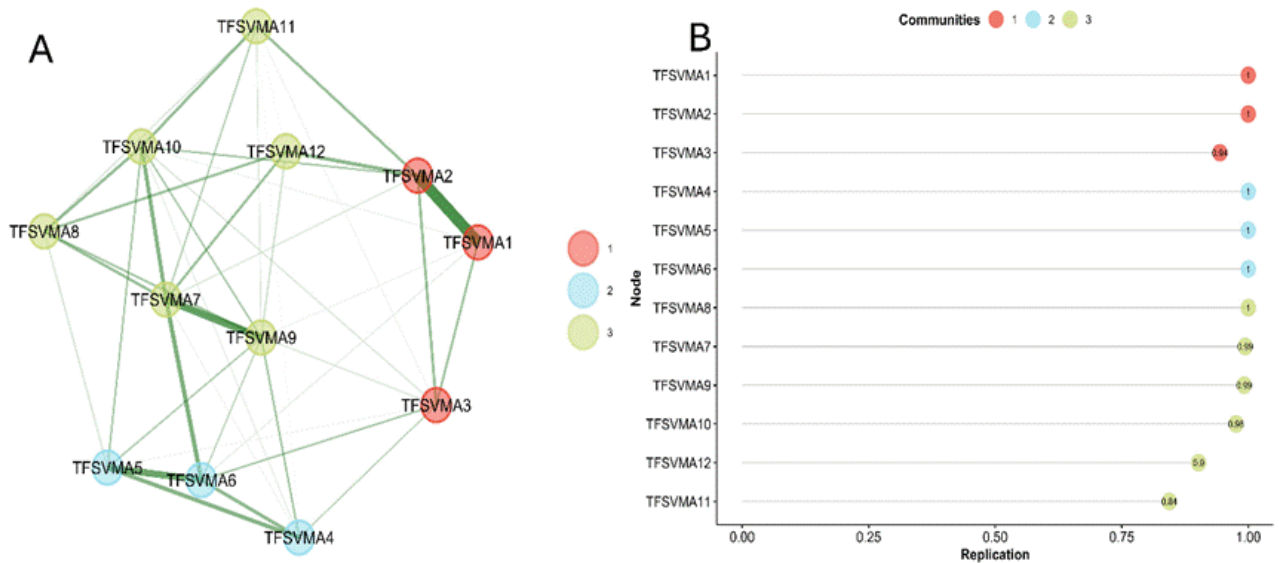 A
TFSVMA11
TFSVMA10
TFSVMA12
TFSVMA2
TFSVMA8
TFSVMA1
TFSVMA7
TFSVMA9
TFSVMA3
TFSVMA5
TFSVMA6
TFSVMA4
1
2
3
B
Communities 1 2 3
TFSVMA1 1
TFSVMA2 1
TFSVMA3 0.94
TFSVMA4 1
TFSVMA5 1
TFSVMA6 1
TFSVMA8 1
TFSVMA7 0.99
TFSVMA9 0.99
TFSVMA10 0.98
TFSVMA12
TFSVMA11 0.84
Node
0.00 0.25 0.50 0.75 1.00
Replication